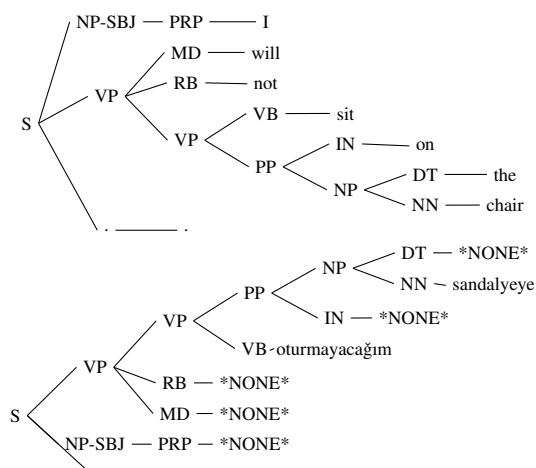 NP-SBJ PRP I
MD will
RB not
VP
S
VB sit
VP
IN on
PP
DT the
NP
NN chair
. .
DT *NONE*
NP
NN sandalyeye
PP
IN *NONE*
VP
VB oturmayacağım
VP
RB *NONE*
MD *NONE*
S
NP-SBJ PRP *NONE*